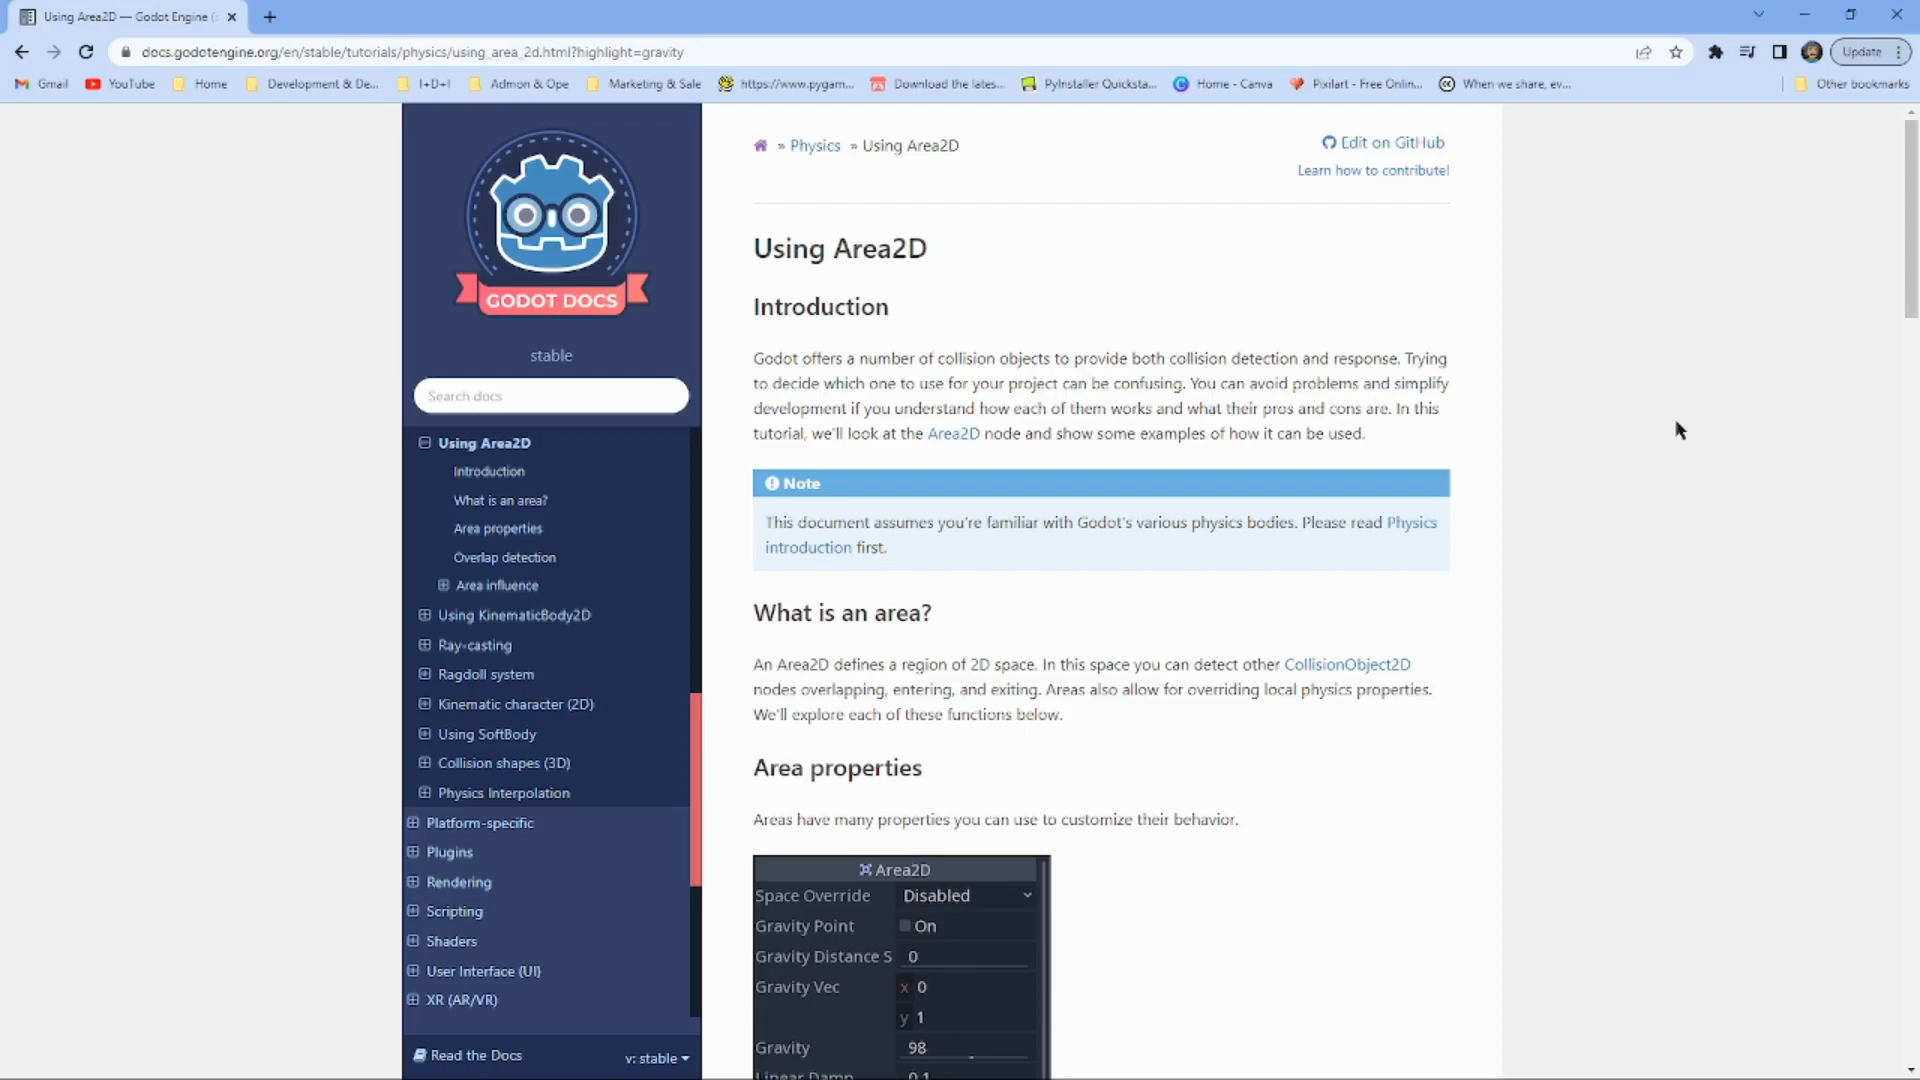 Using Area2D — Godot Engine (
docs.godotengine.org/en/stable/tutorials/physics/using_area_2d.html?highlight=gravity
Update
Gmail
YouTube
Home
Development & De...
I+D+I
Admon & Ope
Marketing & Sale
https://www.pygam...
Download the lates...
PyInstaller Quicksta...
Home - Canva
Pixilart - Free Onlin...
When we share, ev...
Other bookmarks
GODOT DOCS
stable
Search docs
Using Area2D
Introduction
What is an area?
Area properties
Overlap detection
Area influence
Using KinematicBody2D
Ray-casting
Ragdoll system
Kinematic character (2D)
Using SoftBody
Collision shapes (3D)
Physics Interpolation
Platform-specific
Plugins
Rendering
Scripting
Shaders
User Interface (UI)
XR (AR/VR)
Read the Docs
v: stable
» Physics » Using Area2D
Edit on GitHub
Learn how to contribute!
Using Area2D
Introduction
Godot offers a number of collision objects to provide both collision detection and response. Trying
to decide which one to use for your project can be confusing. You can avoid problems and simplify
development if you understand how each of them works and what their pros and cons are. In this
tutorial, we'll look at the Area2D node and show some examples of how it can be used.
Note
This document assumes you're familiar with Godot's various physics bodies. Please read Physics
introduction first.
What is an area?
An Area2D defines a region of 2D space. In this space you can detect other CollisionObject2D
nodes overlapping, entering, and exiting. Areas also allow for overriding local physics properties.
We'll explore each of these functions below.
Area properties
Areas have many properties you can use to customize their behavior.
Area2D
Space Override Disabled
Gravity Point On
Gravity Distance S 0
Gravity Vec x 0
y 1
Gravity 98
Linear Damp 0.1